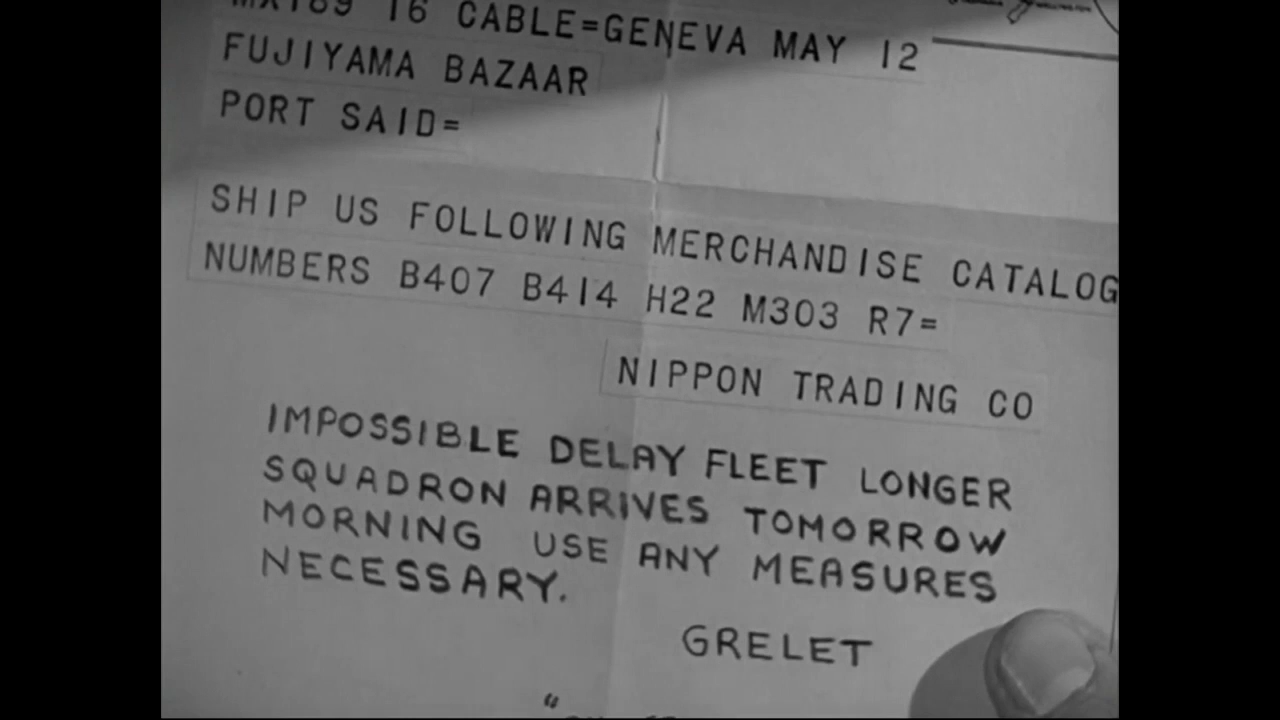 16 CABLE=GENEVA MAY 12
FUJIYAMA BAZAAR
PORT SAID=
SHIP US FOLLOWING MERCHANDISE CATALOG
NUMBERS B407 B414 H22 M303 R7=
NIPPON TRADING CO
IMPOSSIBLE DELAY FLEET LONGER
SQUADRON ARRIVES TOMORROW
MORNING USE ANY MEASURES
NECESSARY.
GRELET